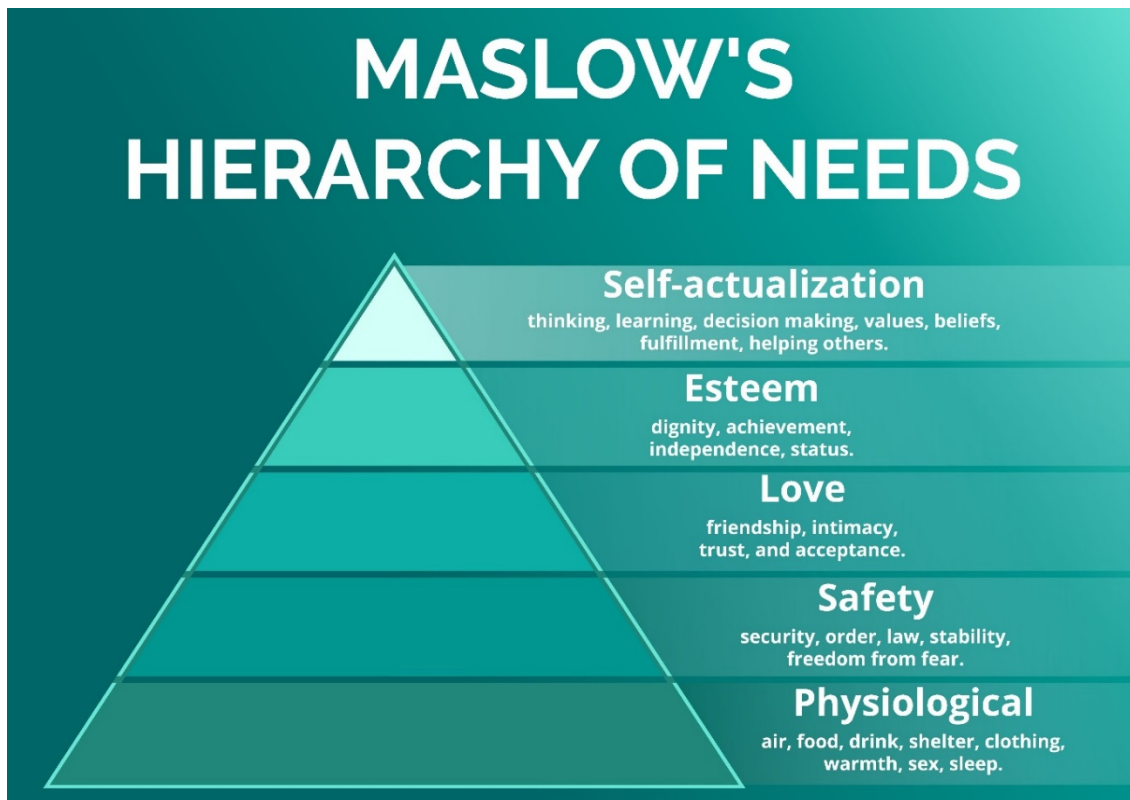 MASLOW'S
HIERARCHY OF NEEDS
Self-actualization
thinking, learning, decision making, values, beliefs,
fulfillment, helping others.
Esteem
dignity, achievement,
independence, status.
Love
friendship, intimacy,
trust, and acceptance.
Safety
security, order, law, stability,
freedom from fear.
Physiological
air, food, drink, shelter, clothing,
warmth, sex, sleep.